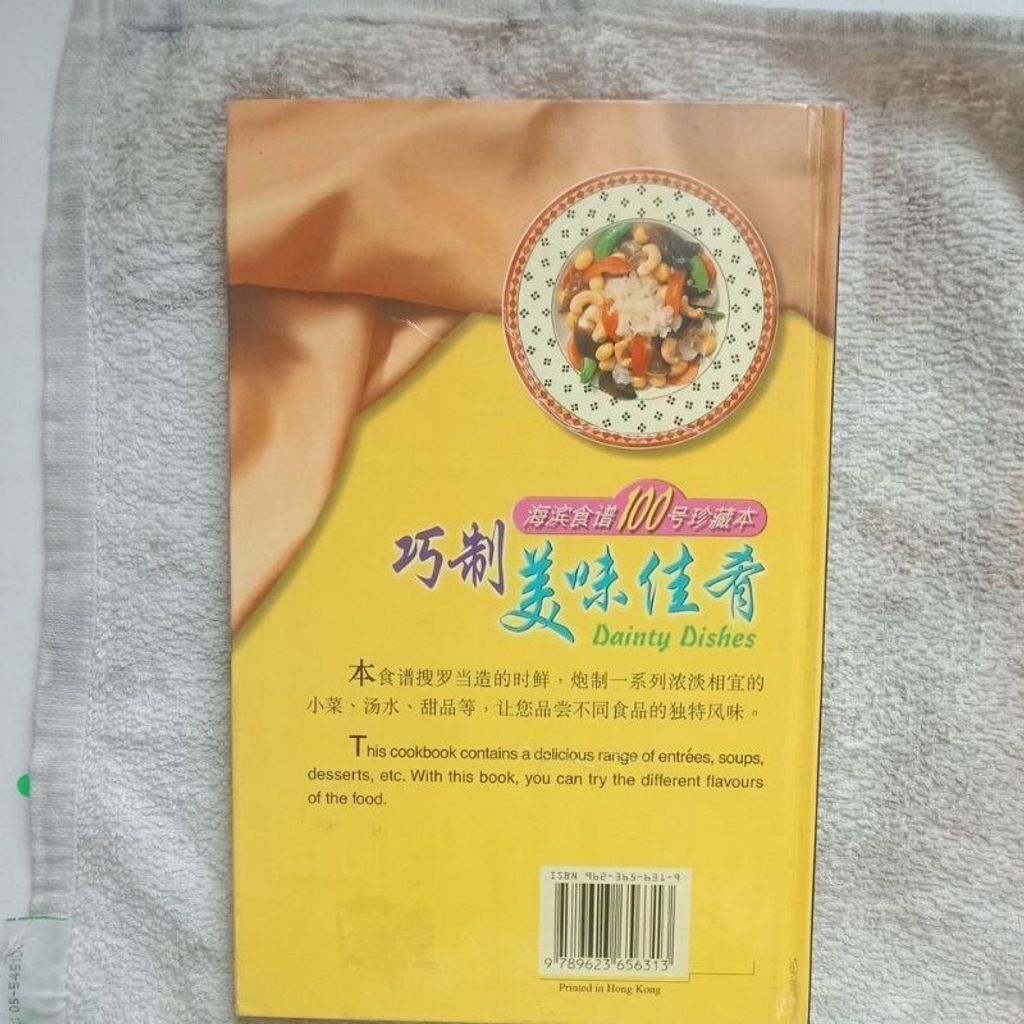 海滨食谱100号珍藏本
巧制美味佳肴
Dainty Dishes
本食谱搜罗当造的时鲜，炮制一系列浓淡相宜的
小菜、汤水、甜品等，让您品尝不同食品的独特风味。
This cookbook contains a delicious range of entrées, soups,
desserts, etc. With this book, you can try the different flavours
of the food.
ISBN 962-365-631-9
9 789623 656313
Printed in Hong Kong